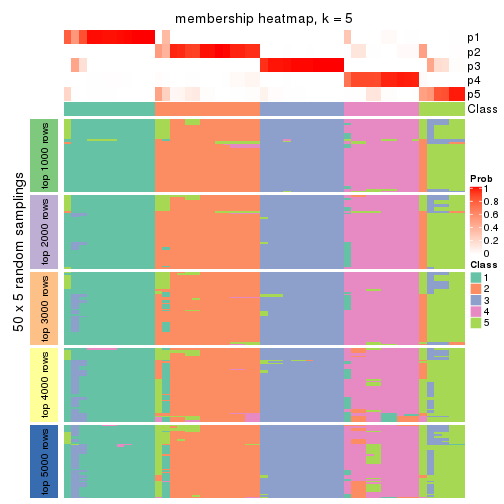 membership heatmap, k = 5
p1
p2
p3
p4
p5
Class
50 x 5 random samplings
top 1000 rows
top 2000 rows
top 3000 rows
top 4000 rows
top 5000 rows
Prob
1
0.8
0.6
0.4
0.2
0
Class
1
2
3
4
5